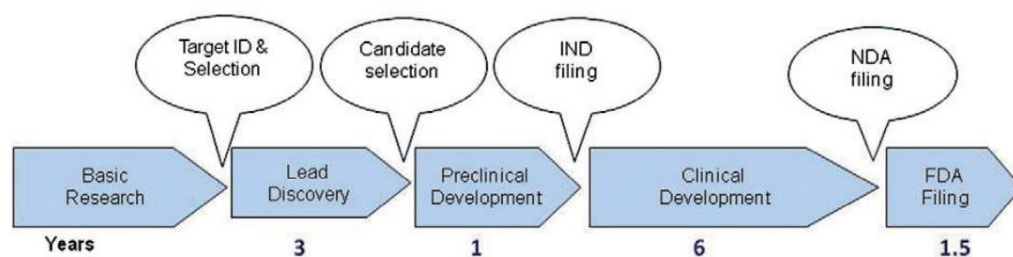 Target ID &
Selection
Candidate
selection
IND
filing
NDA
filing
Basic
Research
Lead
Discovery
Preclinical
Development
Clinical
Development
FDA
Filing
Years
3
1
6
1.5